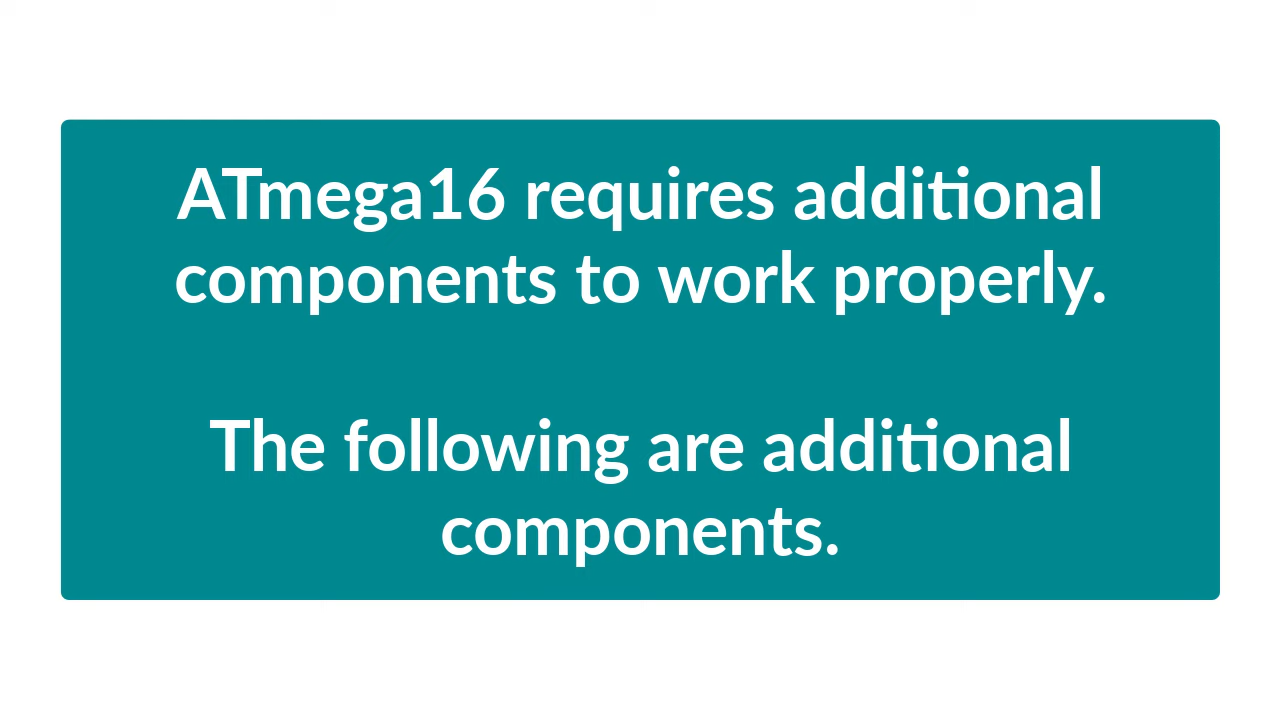 ATmega16 requires additional
components to work properly.
The following are additional
components.